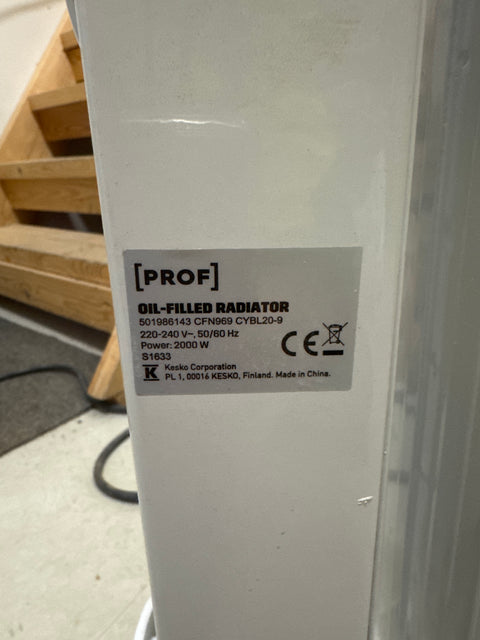 [PROF]
OIL-FILLED RADIATOR
501986143 CFN969 CYBL20-9
220-240 V~, 50/60 Hz
Power: 2000 W
S1633
CE
K
Kesko Corporation
PL 1, 00016 KESKO, Finland. Made in China.